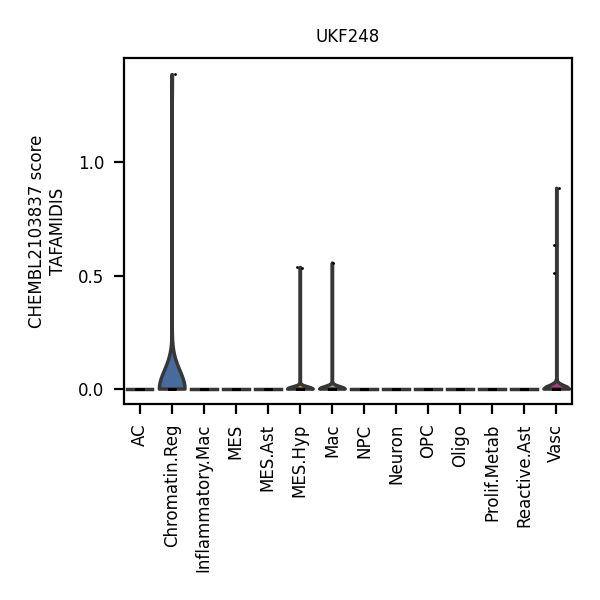 UKF248
CHEMBL2103837 score
TAFAMIDIS
1.0
0.5
0.0
AC
Chromatin.Reg
Inflammatory.Mac
MES
MES.Ast
MES.Hyp
Mac
NPC
Neuron
OPC
Oligo
Prolif.Metab
Reactive.Ast
Vasc